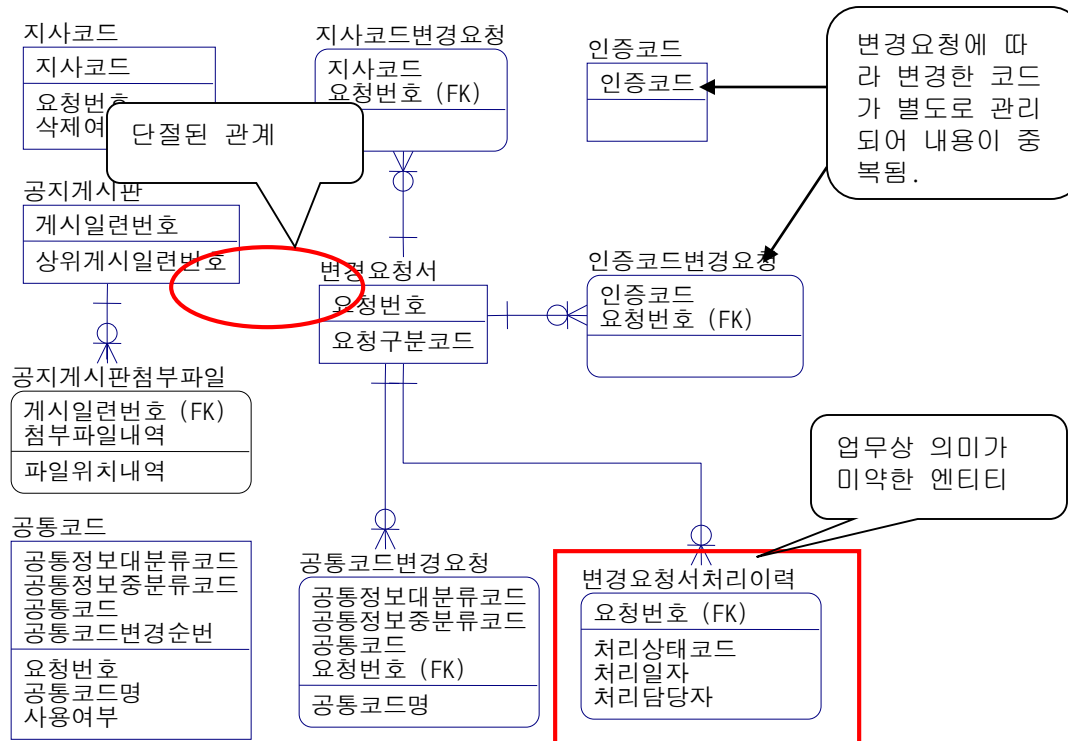 지사코드
지사코드
요청번호
삭제여
단절된 관계
지사코드변경요청
지사코드
요청번호 (FK)
인증코드
인증코드
변경요청에 따
라 변경한 코드
가 별도로 관리
되어 내용이 중
복됨.
공지게시판
게시일련번호
상위게시일련번호
변경요청서
요청번호
요청구분코드
인증코드변경요청
인증코드
요청번호 (FK)
공지게시판첨부파일
게시일련번호 (FK)
첨부파일내역
파일위치내역
업무상 의미가
미약한 엔티티
공통코드
공통정보대분류코드
공통정보중분류코드
공통코드
공통코드변경순번
요청번호
공통코드명
사용여부
공통코드변경요청
공통정보대분류코드
공통정보중분류코드
공통코드
요청번호 (FK)
공통코드명
변경요청서처리이력
요청번호 (FK)
처리상태코드
처리일자
처리담당자